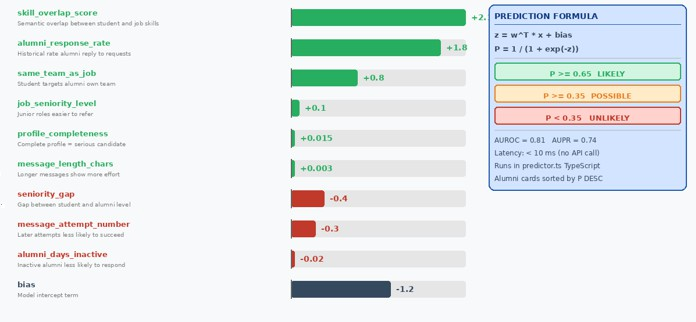 skill_overlap_score
Semantic overlap between student and job skills
alumni_response_rate
Historical rate alumni reply to requests
+1.8
same_team_as_job
Student targets alumni own team
+0.8
job_seniority_level
Junior roles easier to refer
+0.1
profile_completeness
Complete profile = serious candidate
+0.015
message_length_chars
Longer messages show more effort
+0.003
seniority_gap
Gap between student and alumni level
-0.4
message_attempt_number
Later attempts less likely to succeed
-0.3
alumni_days_inactive
Inactive alumni less likely to respond
-0.02
bias
Model intercept term
-1.2
PREDICTION FORMULA
z = w^T * x + bias
P = 1 / (1 + exp(-z))
P >= 0.65 LIKELY
P >= 0.35 POSSIBLE
P < 0.35 UNLIKELY
AUROC = 0.81 AUPR = 0.74
Latency: < 10 ms (no API call)
Runs in predictor.ts TypeScript
Alumni cards sorted by P DESC